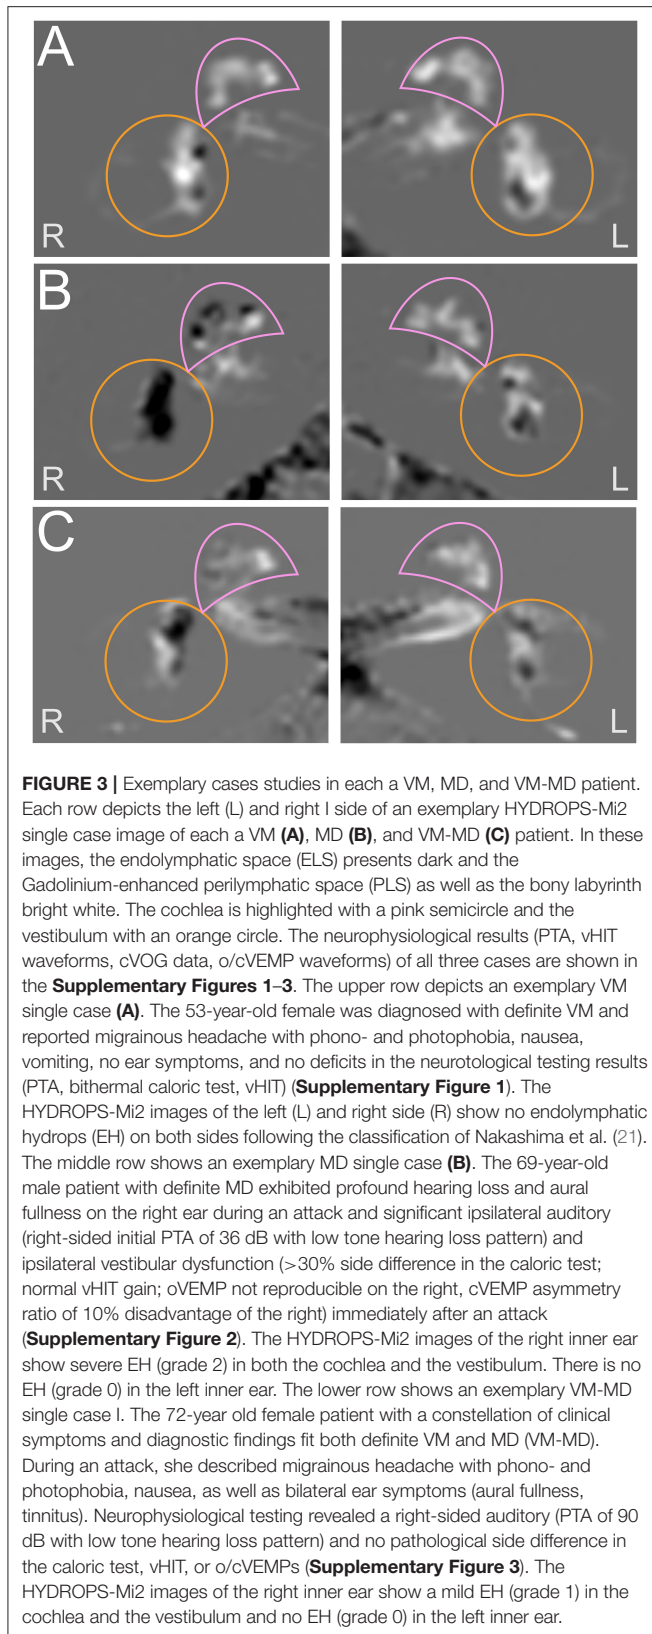 A
R
L
B
R
L
C
R
L
FIGURE 3 | Exemplary cases studies in each a VM, MD, and VM-MD patient.
Each row depicts the left (L) and right I side of an exemplary HYDROPS-Mi2
single case image of each a VM (A), MD (B), and VM-MD (C) patient. In these
images, the endolymphatic space (ELS) presents dark and the
Gadolinium-enhanced perilymphatic space (PLS) as well as the bony labyrinth
bright white. The cochlea is highlighted with a pink semicircle and the
vestibulum with an orange circle. The neurophysiological results (PTA, vHIT
waveforms, cVOG data, o/cVEMP waveforms) of all three cases are shown in
the Supplementary Figures 1–3. The upper row depicts an exemplary VM
single case (A). The 53-year-old female was diagnosed with definite VM and
reported migrainous headache with phono- and photophobia, nausea,
vomiting, no ear symptoms, and no deficits in the neurotological testing results
(PTA, bithermal caloric test, vHIT) (Supplementary Figure 1). The
HYDROPS-Mi2 images of the left (L) and right side (R) show no endolymphatic
hydrops (EH) on both sides following the classification of Nakashima et al. (21).
The middle row shows an exemplary MD single case (B). The 69-year-old
male patient with definite MD exhibited profound hearing loss and aural
fullness on the right ear during an attack and significant ipsilateral auditory
(right-sided initial PTA of 36 dB with low tone hearing loss pattern) and
ipsilateral vestibular dysfunction (>30% side difference in the caloric test;
normal vHIT gain; oVEMP not reproducible on the right, cVEMP asymmetry
ratio of 10% disadvantage of the right) immediately after an attack
(Supplementary Figure 2). The HYDROPS-Mi2 images of the right inner ear
show severe EH (grade 2) in both the cochlea and the vestibulum. There is no
EH (grade 0) in the left inner ear. The lower row shows an exemplary VM-MD
single case I. The 72-year old female patient with a constellation of clinical
symptoms and diagnostic findings fit both definite VM and MD (VM-MD).
During an attack, she described migrainous headache with phono- and
photophobia, nausea, as well as bilateral ear symptoms (aural fullness,
tinnitus). Neurophysiological testing revealed a right-sided auditory (PTA of 90
dB with low tone hearing loss pattern) and no pathological side difference in
the caloric test, vHIT, or o/cVEMPs (Supplementary Figure 3). The
HYDROPS-Mi2 images of the right inner ear show a mild EH (grade 1) in the
cochlea and the vestibulum and no EH (grade 0) in the left inner ear.